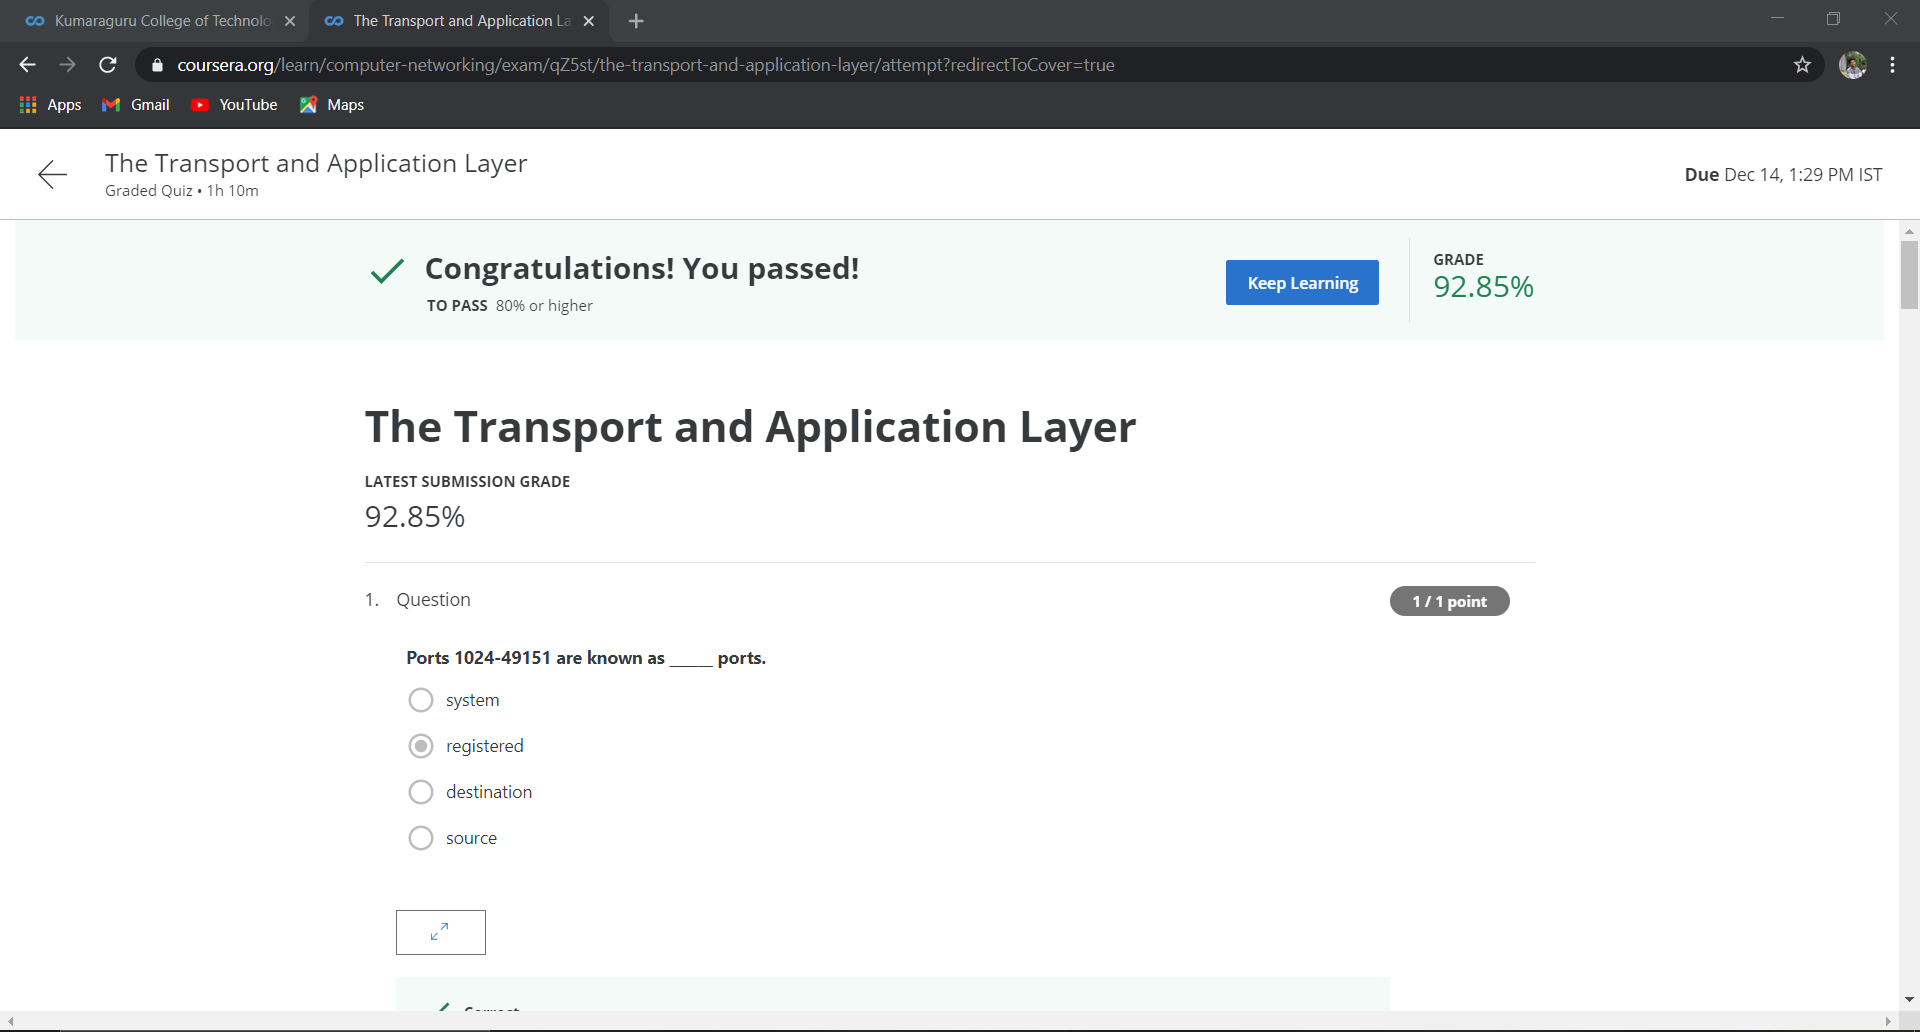 Kumaraguru College of Technolo
The Transport and Application La
coursera.org/learn/computer-networking/exam/qZ5st/the-transport-and-application-layer/attempt?redirectToCover=true
Apps Gmail YouTube Maps
The Transport and Application Layer
Graded Quiz • 1h 10m
Due Dec 14, 1:29 PM IST
Congratulations! You passed!
TO PASS 80% or higher
Keep Learning
GRADE
92.85%
The Transport and Application Layer
LATEST SUBMISSION GRADE
92.85%
1. Question
1 / 1 point
Ports 1024-49151 are known as _____ ports.
system
registered
destination
source
Correct